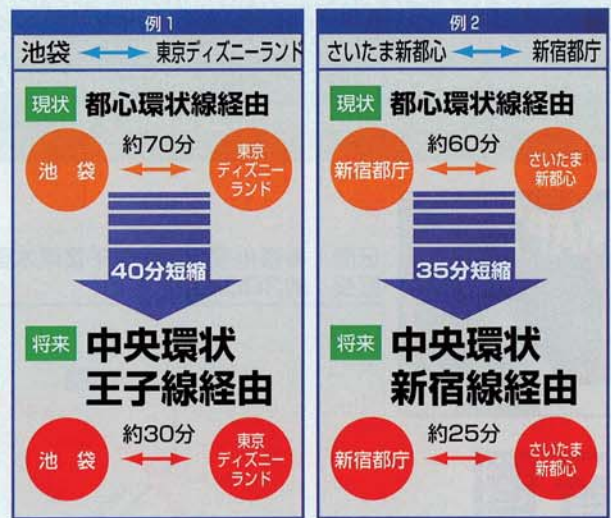 例1
池袋 ←→ 東京ディズニーランド
現状 都心環状線経由
約70分
池袋
東京
ディズニー
ランド
40分短縮
将来 中央環状
王子線経由
約30分
池袋
東京
ディズニー
ランド
例2
さいたま新都心 ←→ 新宿都庁
現状 都心環状線経由
約60分
新宿都庁
さいたま
新都心
35分短縮
将来 中央環状
新宿線経由
約25分
新宿都庁
さいたま
新都心